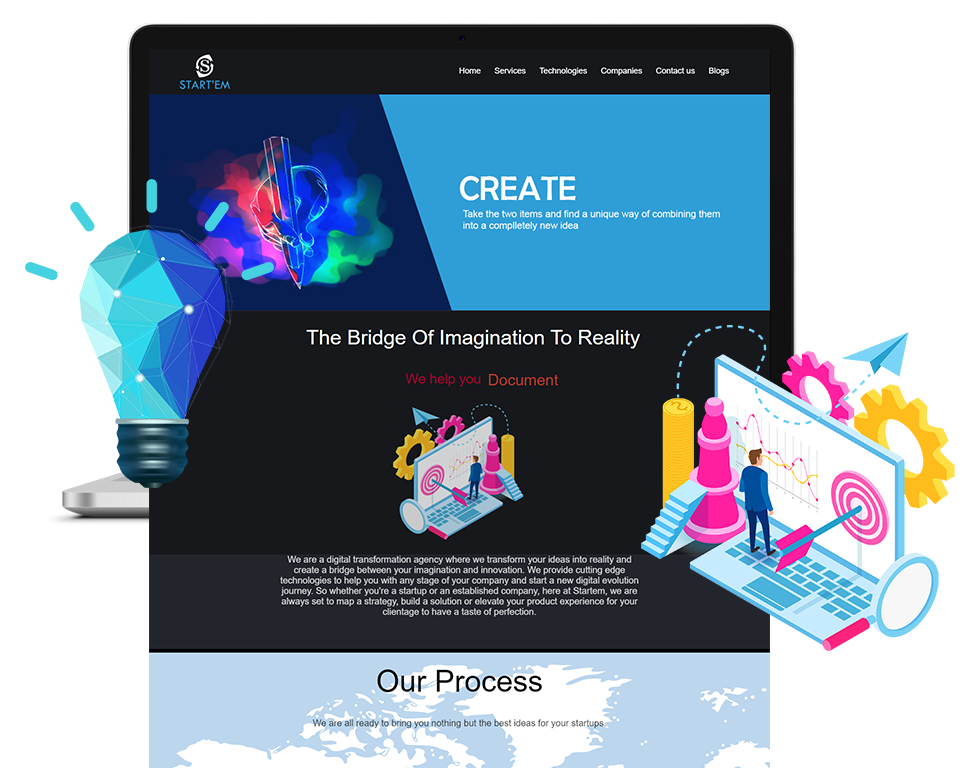 START'EM
Home Services Technologies Companies Contact us Blogs
CREATE
Take the two items and find a unique way of combining them
into a complletely new idea
The Bridge Of Imagination To Reality
We help you Document
We are a digital transformation agency where we transform your ideas into reality and
create a bridge between your imagination and innovation. We provide cutting edge
technologies to help you with any stage of your company and start a new digital evolution
journey. So whether you're a startup or an established company, here at Startem, we are
always set to map a strategy, build a solution or elevate your product experience for your
clientage to have a taste of perfection.
Our Process
We are all ready to bring you nothing but the best ideas for your startups.